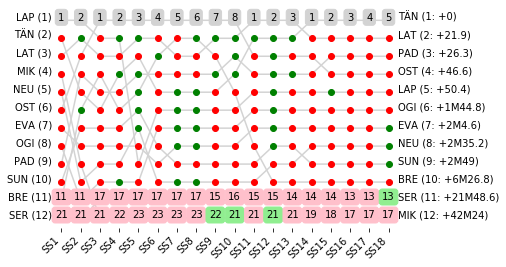 LAP (1) 1 2 1 2 3 4 5 6 7 8 1 2 3 1 2 3 4 5 LAP (1: +0)
TÄN (2) LAT (2: +21.9)
LAT (3) PAD (3: +26.3)
MIK (4) OST (4: +46.6)
NEU (5) LAP (5: +50.4)
OST (6) OGI (6: +1M44.8)
EVA (7) EVA (7: +2M4.6)
OGI (8) NEU (8: +2M35.2)
PAD (9) SUN (9: +2M49)
SUN (10) BRE (10: +6M26.8)
BRE (11) 11 11 17 17 17 17 17 17 15 16 15 15 14 14 14 13 13 13 SER (11: +21M48.6)
SER (12) 21 21 21 22 23 23 23 23 22 21 21 21 21 19 18 17 17 17 MIK (12: +42M24)
SS1 SS2 SS3 SS4 SS5 SS6 SS7 SS8 SS9 SS10 SS11 SS12 SS13 SS14 SS15 SS16 SS17 SS18